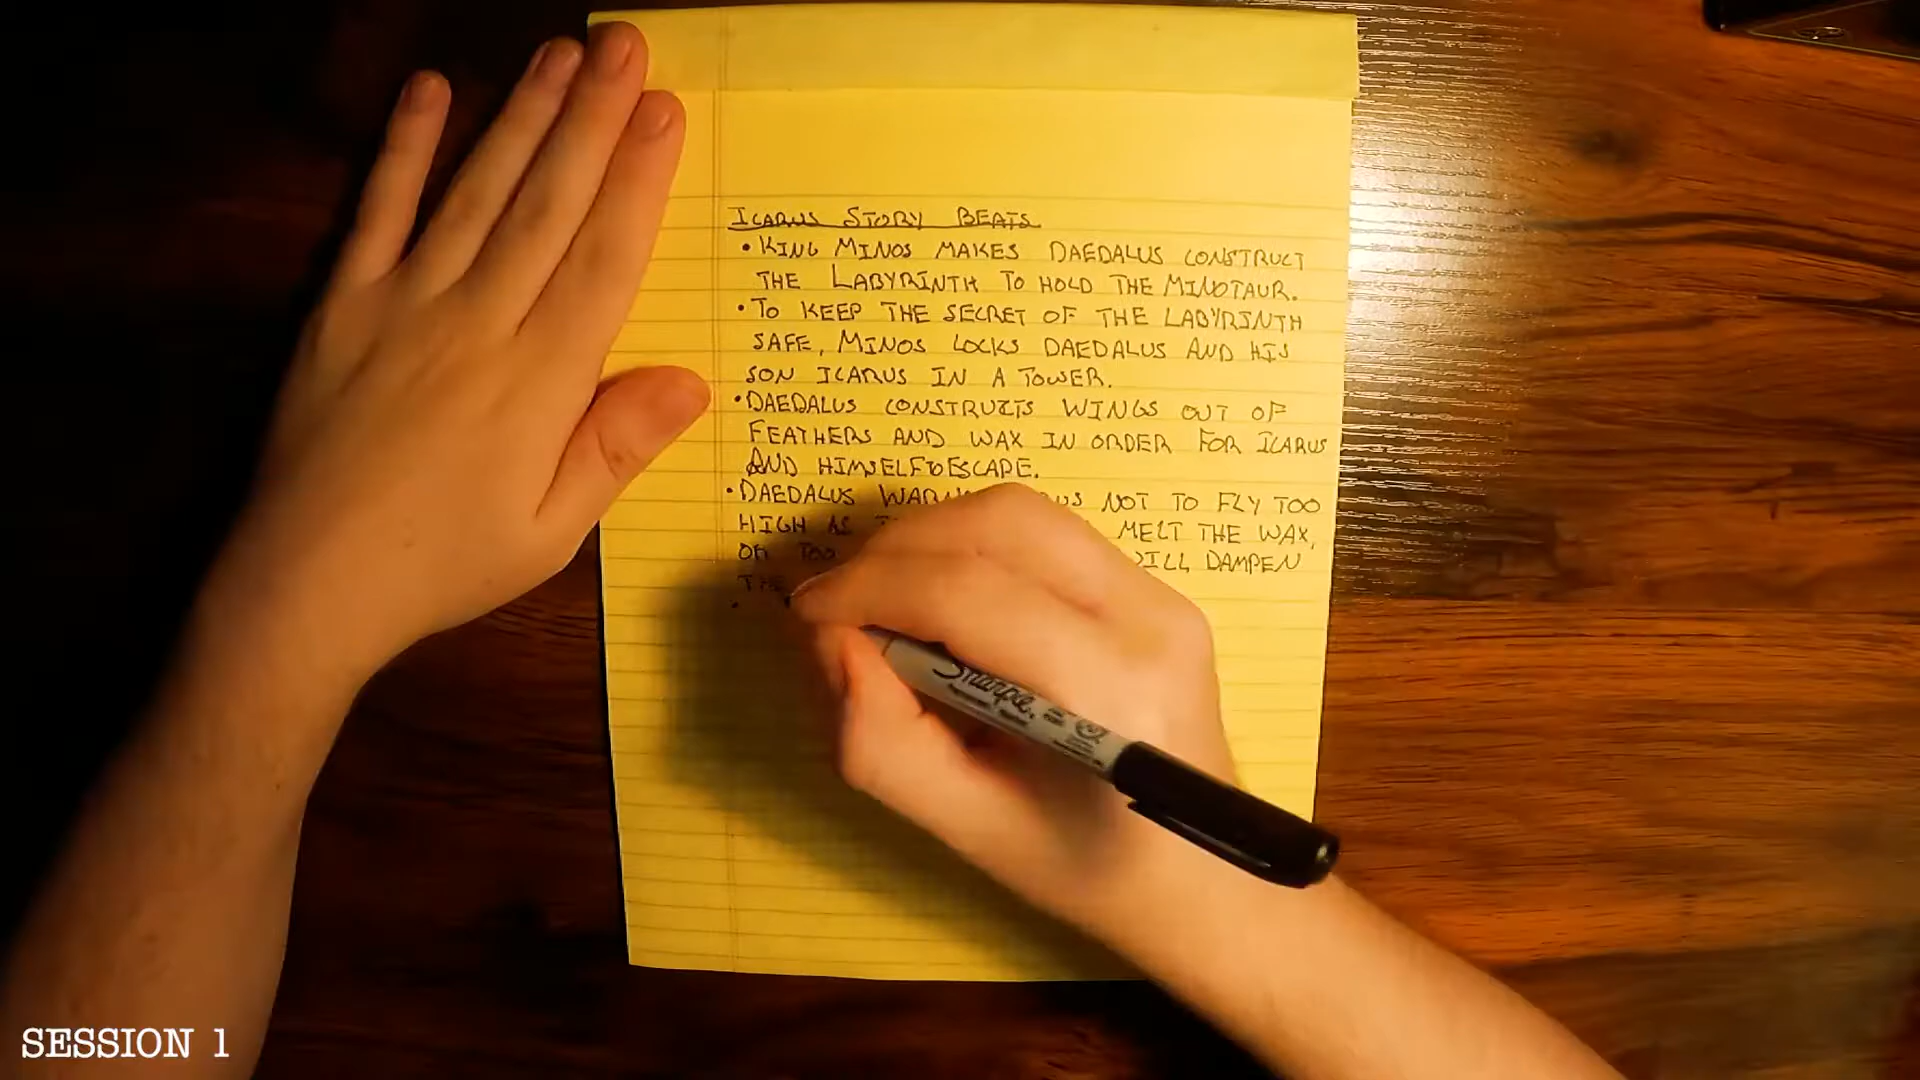 ICARUS STORY BEATS
• KING MINOS MAKES DAEDALUS CONSTRUCT
THE LABYRINTH TO HOLD THE MINOTAUR.
• TO KEEP THE SECRET OF THE LABYRINTH
SAFE, MINOS LOCKS DAEDALUS AND HIS
SON ICARUS IN A TOWER.
• DAEDALUS CONSTRUCTS WINGS OUT OF
FEATHERS AND WAX IN ORDER FOR ICARUS
AND HIMSELF TO ESCAPE.
• DAEDALUS NOT TO FLY TOO
HIGH AS MELT THE WAX,
OR TOO DAMPEN
THE
•
Sharpie
SESSION 1